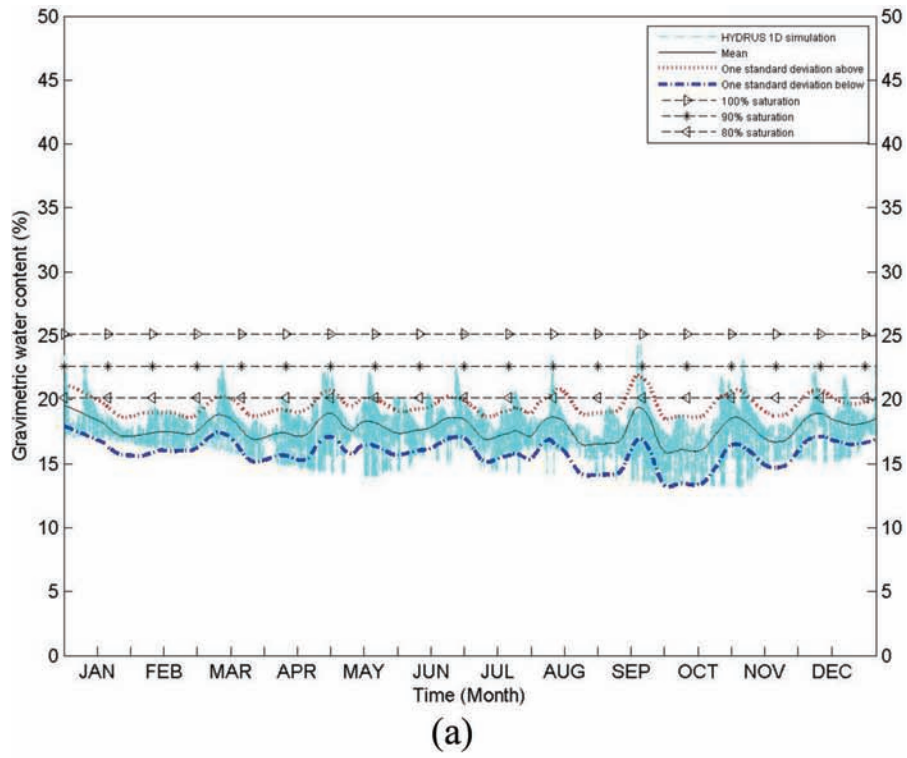 50
45
40
35
30
25
20
15
10
5
0
Gravimetric water content (%)
HYDRUS 1D simulation
Mean
One standard deviation above
One standard deviation below
100% saturation
90% saturation
80% saturation
50
45
40
35
30
25
20
15
10
5
0
JAN FEB MAR APR MAY JUN JUL AUG SEP OCT NOV DEC
Time (Month)
(a)